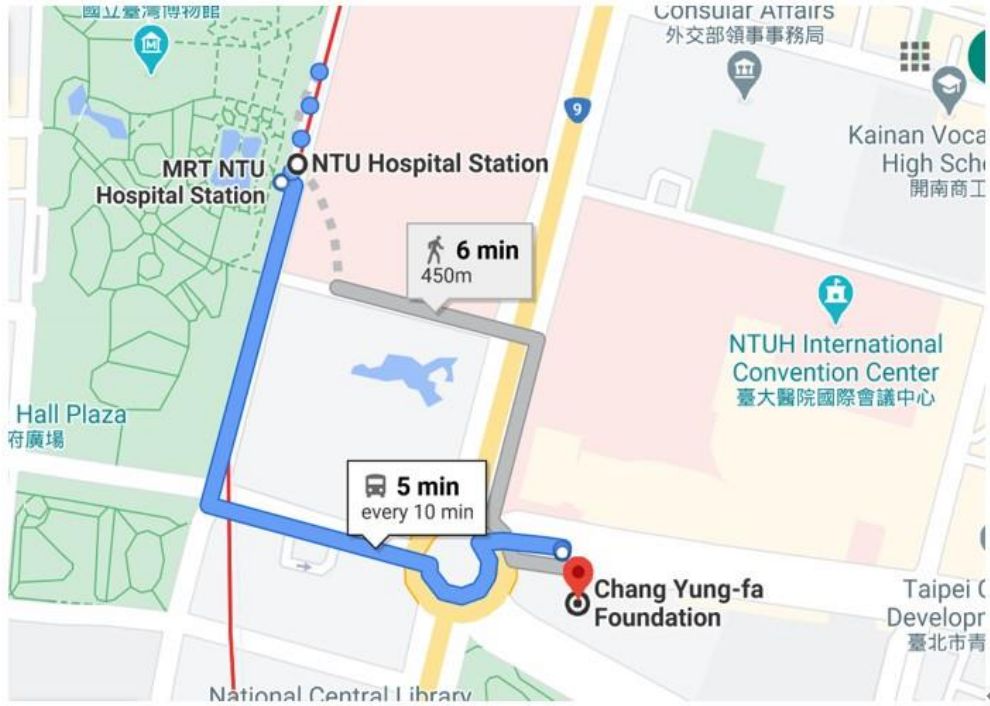 國立臺灣博物館
Consular Affairs
外交部領事事務局
9
Kainan Voca
High Sch
開南商工
MRT NTU
Hospital Station
NTU Hospital Station
6 min
450m
NTUH International
Convention Center
臺大醫院國際會議中心
Hall Plaza
府廣場
5 min
every 10 min
Chang Yung-fa
Foundation
Taipei
Developm
臺北市青
National Central Library